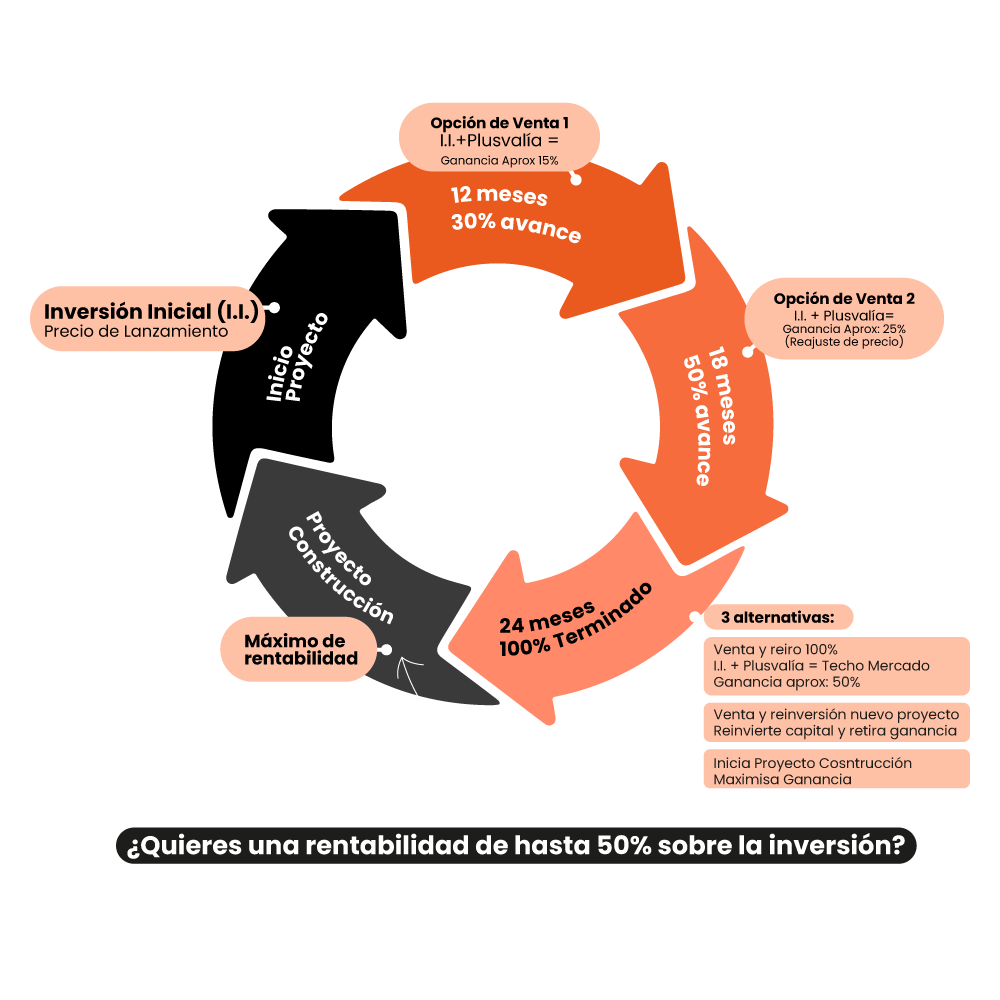 Opción de Venta 1
I.I.+Plusvalía =
Ganancia Aprox 15%
12 meses
30% avance
Inversión Inicial (I.I.)
Precio de Lanzamiento
Inicio
Proyecto
Opción de Venta 2
I.I. + Plusvalía=
Ganancia Aprox: 25%
(Reajuste de precio)
18 meses
50% avance
Proyecto
Construcción
24 meses
100% Terminado
Máximo de
rentabilidad
3 alternativas:
Venta y reiro 100%
I.I. + Plusvalía = Techo Mercado
Ganancia aprox: 50%
Venta y reinversión nuevo proyecto
Reinvierte capital y retira ganancia
Inicia Proyecto Cosntrucción
Maximisa Ganancia
¿Quieres una rentabilidad de hasta 50% sobre la inversión?